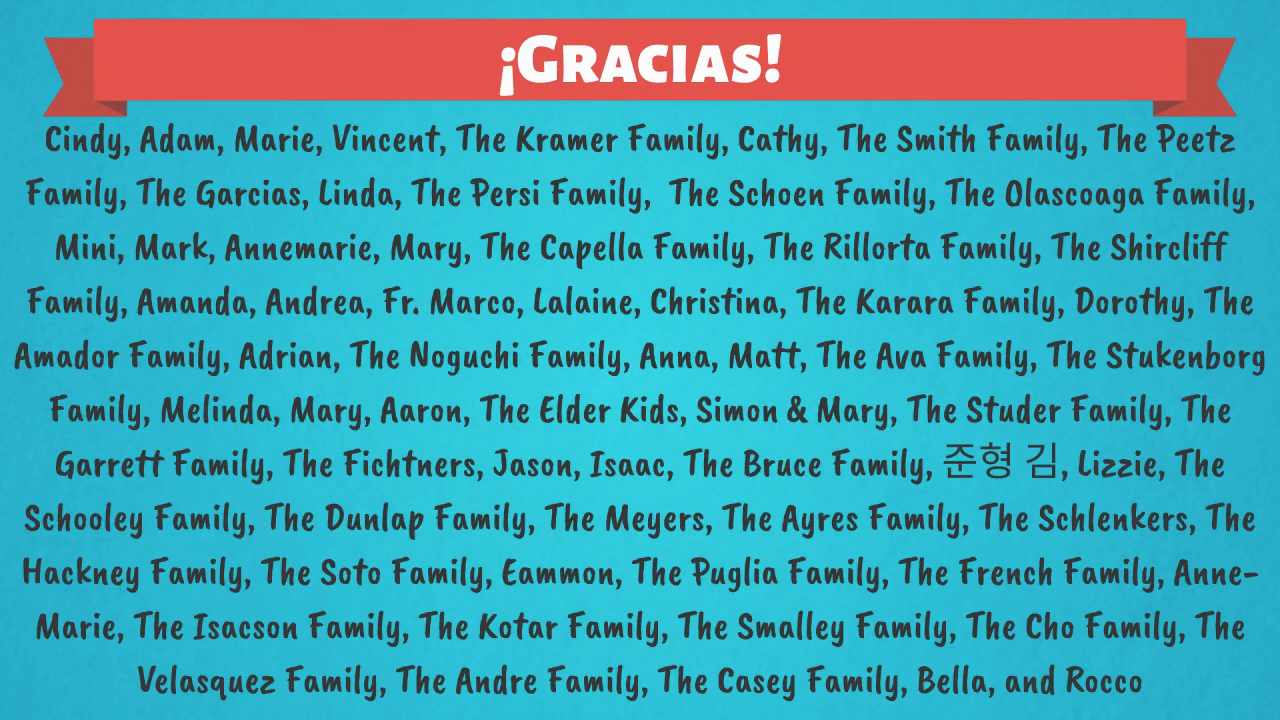 ¡Gracias!
Cindy, Adam, Marie, Vincent, The Kramer Family, Cathy, The Smith Family, The Peetz
Family, The Garcias, Linda, The Persi Family,  The Schoen Family, The Olascoaga Family,
Mini, Mark, Annemarie, Mary, The Capella Family, The Rillorta Family, The Shircliff
Family, Amanda, Andrea, Fr. Marco, Lalaine, Christina, The Karara Family, Dorothy, The
Amador Family, Adrian, The Noguchi Family, Anna, Matt, The Ava Family, The Stukenborg
Family, Melinda, Mary, Aaron, The Elder Kids, Simon & Mary, The Studer Family, The
Garrett Family, The Fichtners, Jason, Isaac, The Bruce Family, 준형 김, Lizzie, The
Schooley Family, The Dunlap Family, The Meyers, The Ayres Family, The Schlenkers, The
Hackney Family, The Soto Family, Eammon, The Puglia Family, The French Family, Anne-
Marie, The Isacson Family, The Kotar Family, The Smalley Family, The Cho Family, The
Velasquez Family, The Andre Family, The Casey Family, Bella, and Rocco